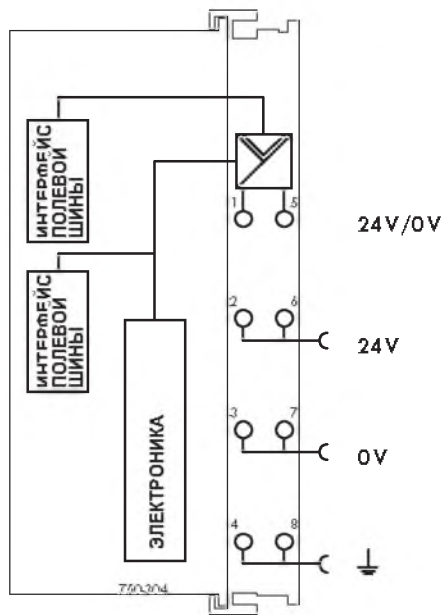 ИНТЕРФЕЙС
ПОЛЕВОЙ
ШИНЫ
1 5
24V/0V
ИНТЕРФЕЙС
ПОЛЕВОЙ
ШИНЫ
2 6
24V
ЭЛЕКТРОНИКА
3 7
0V
4 8